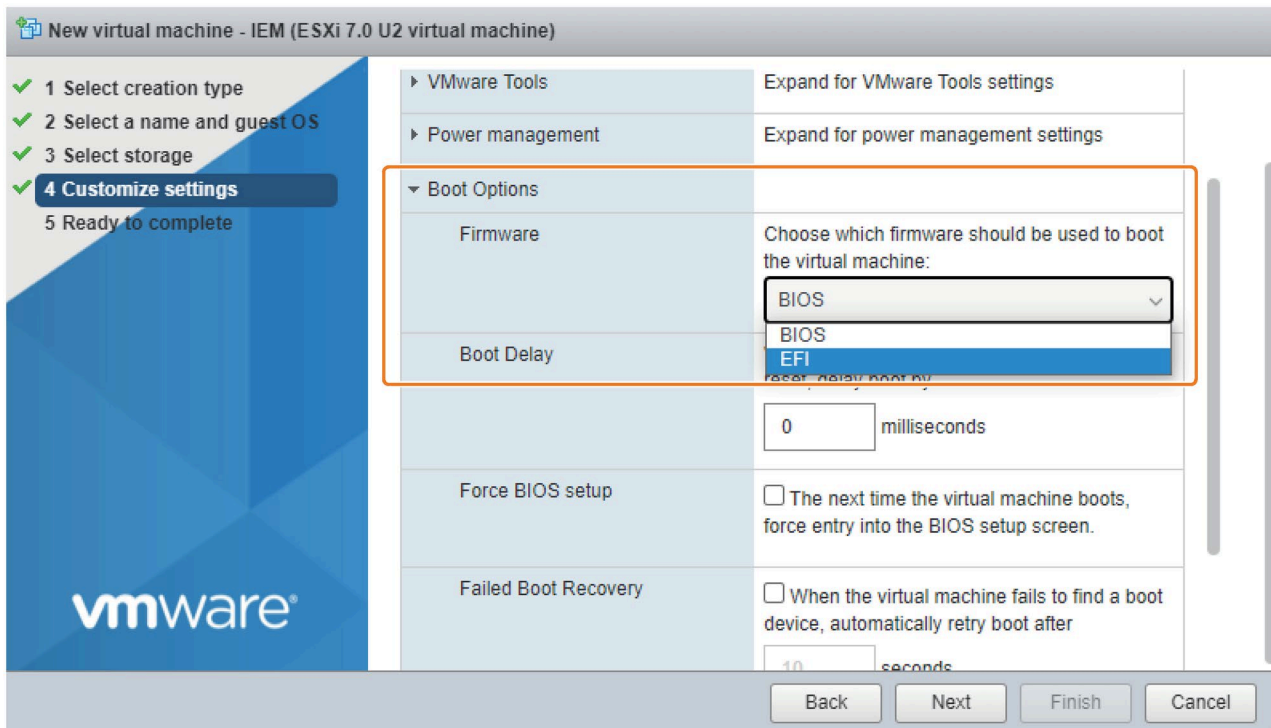 New virtual machine - IEM (ESXi 7.0 U2 virtual machine)
1 Select creation type
2 Select a name and guest OS
3 Select storage
4 Customize settings
5 Ready to complete
vmware®
VMware Tools
Expand for VMware Tools settings
Power management
Expand for power management settings
Boot Options
Firmware
Choose which firmware should be used to boot
the virtual machine:
BIOS
BIOS
EFI
Boot Delay
reset, delay boot by
0 milliseconds
Force BIOS setup
The next time the virtual machine boots,
force entry into the BIOS setup screen.
Failed Boot Recovery
When the virtual machine fails to find a boot
device, automatically retry boot after
10 seconds
Back
Next
Finish
Cancel